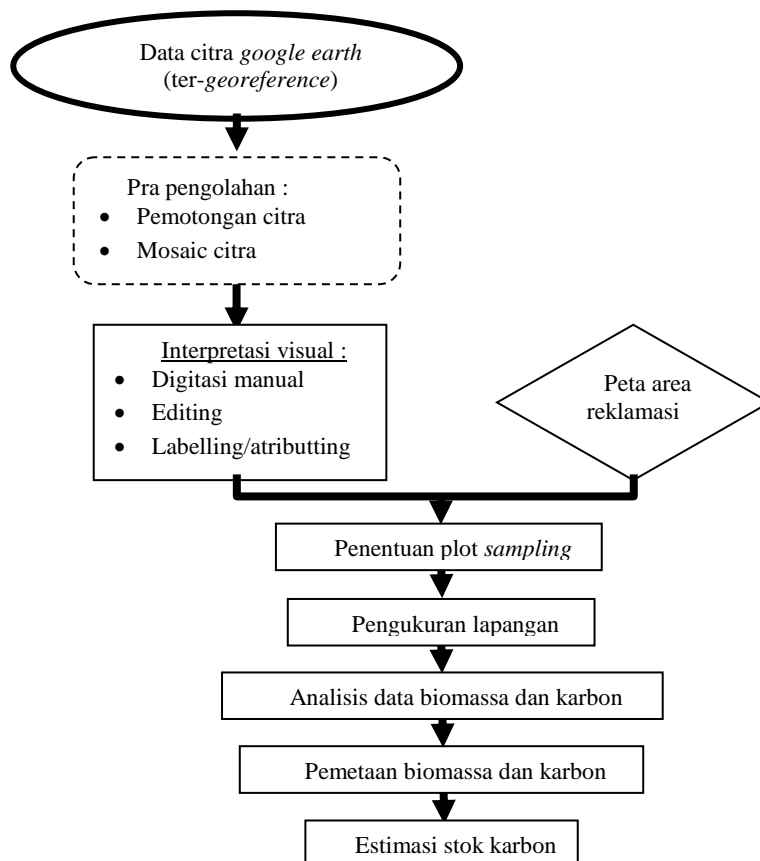 Data citra google earth
(ter-georeference)
Pra pengolahan :
• Pemotongan citra
• Mosaic citra
Interpretasi visual :
• Digitasi manual
• Editing
• Labelling/atributting
Peta area
reklamasi
Penentuan plot sampling
Pengukuran lapangan
Analisis data biomassa dan karbon
Pemetaan biomassa dan karbon
Estimasi stok karbon